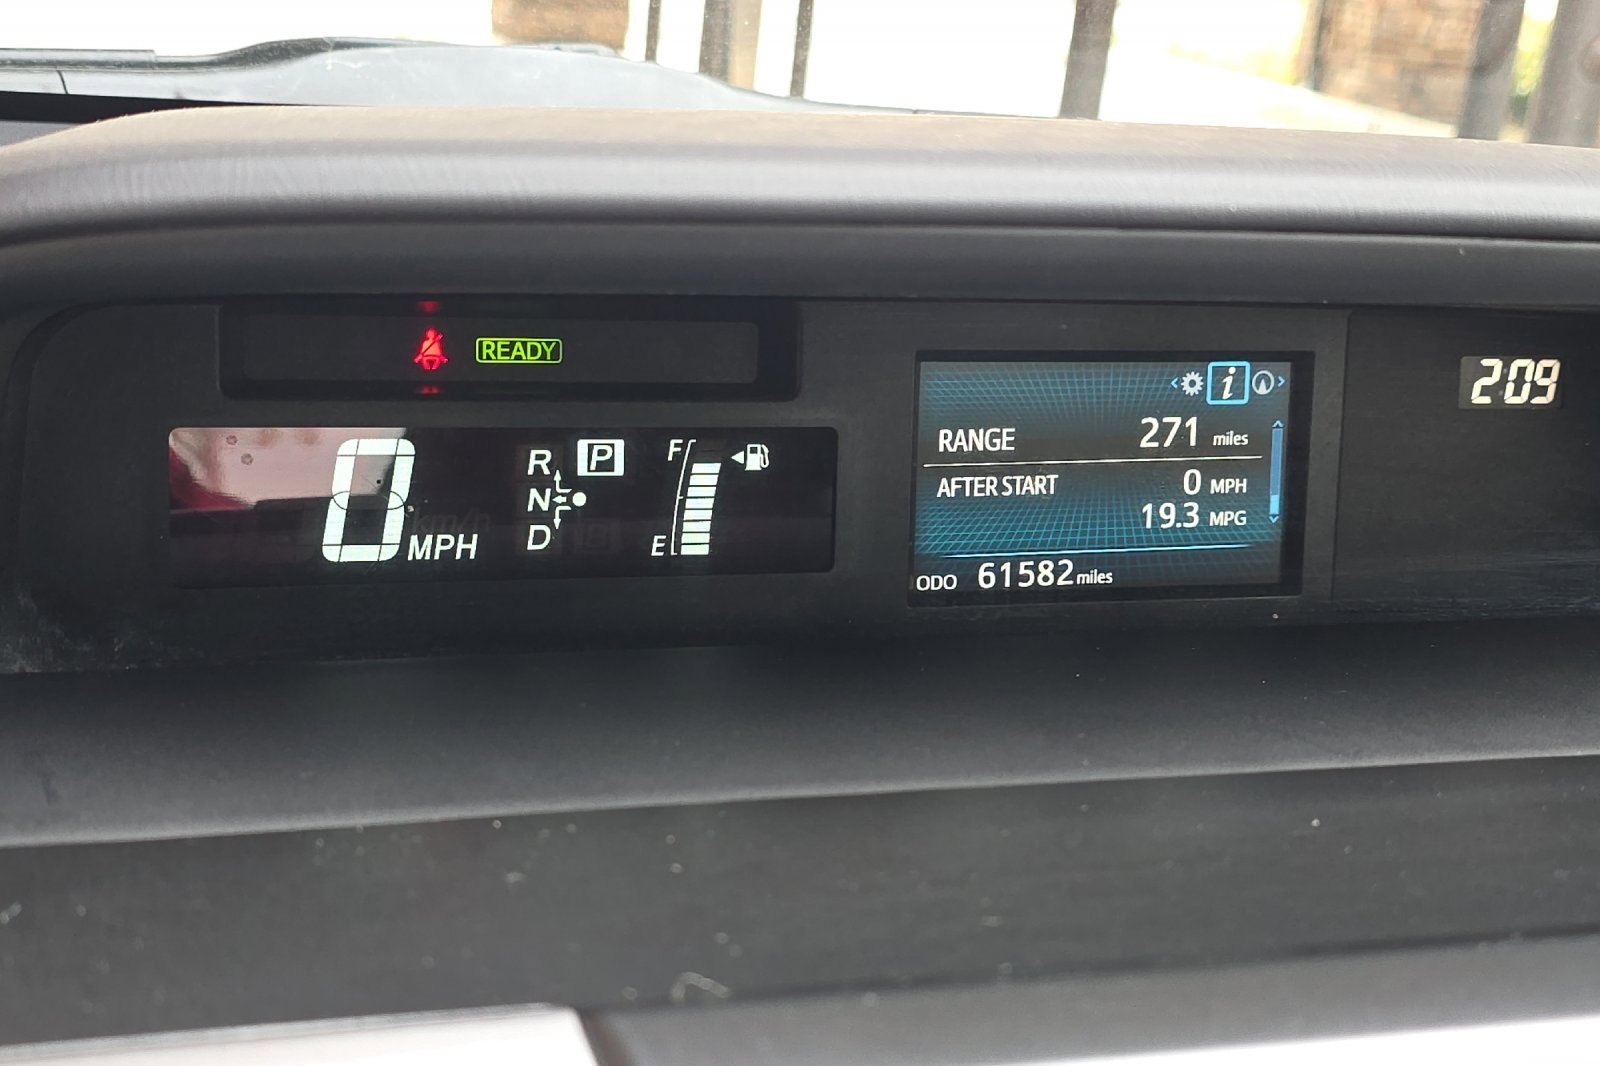 READY
0 MPH
R P
N
D
F
E
i
RANGE 271 miles
AFTER START 0 MPH
19.3 MPG
ODO 61582 miles
2:09